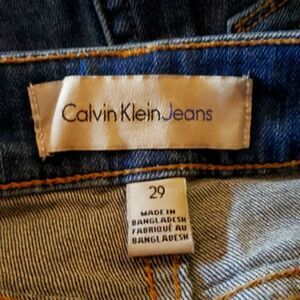 Calvin Klein Jeans
29
MADE IN
BANGLADESH
FABRIQUÉ AU
BANGLADESH